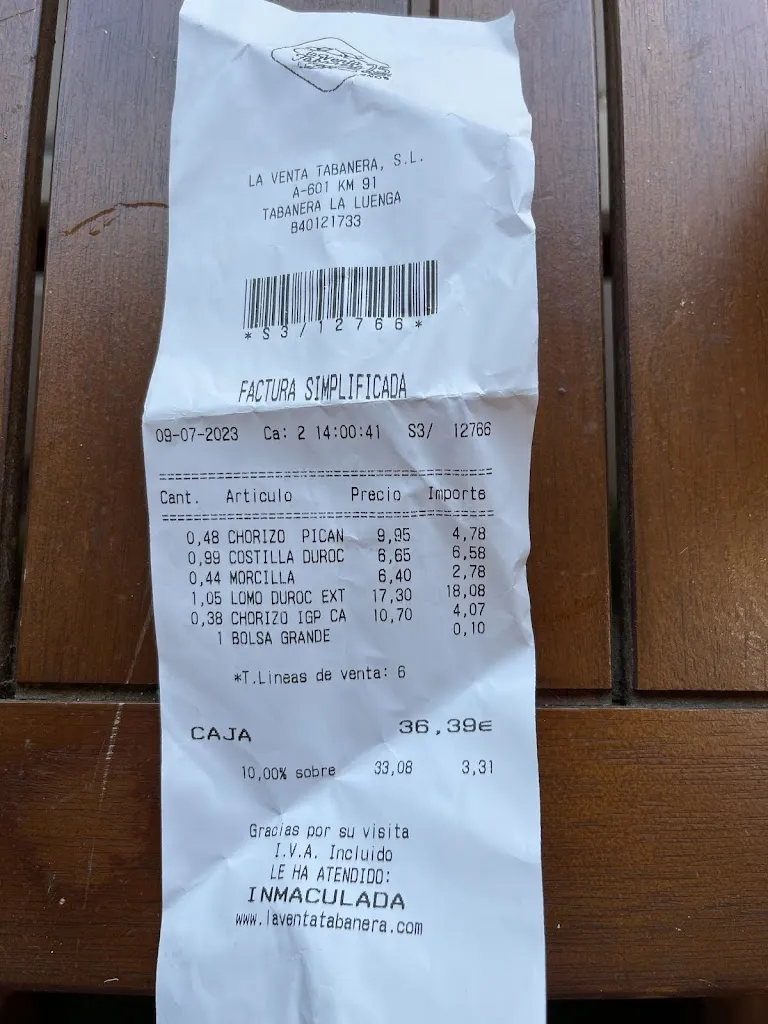 LA VENTA TABANERA, S.L.
A-601 KM 91
TABANERA LA LUENGA
B40121733
*S3/12766*
FACTURA SIMPLIFICADA
09-07-2023 Ca: 2 14:00:41 S3/ 12766
Cant. Articulo Precio Importe
0,48 CHORIZO PICAN 9,95 4,78
0,99 COSTILLA DUROC 6,65 6,58
0,44 MORCILLA 6,40 2,78
1,05 LOMO DUROC EXT 17,30 18,08
0,38 CHORIZO IGP CA 10,70 4,07
1 BOLSA GRANDE 0,10
*T.Lineas de venta: 6
CAJA 36,39€
10,00% sobre 33,08 3,31
Gracias por su visita
I.V.A. Incluido
LE HA ATENDIDO:
INMACULADA
www.laventatabanera.com